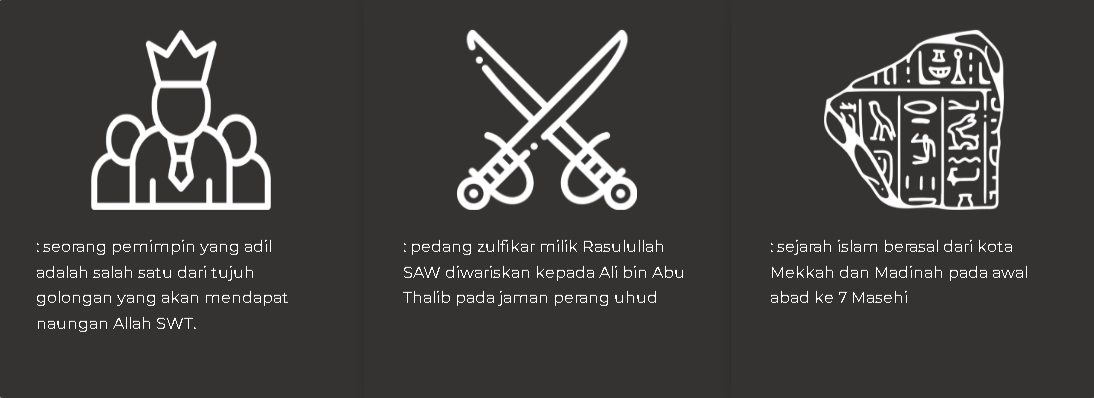 : seorang pemimpin yang adil
adalah salah satu dari tujuh
golongan yang akan mendapat
naungan Allah SWT.
: pedang zulfikar milik Rasulullah
SAW diwariskan kepada Ali bin Abu
Thalib pada jaman perang uhud
: sejarah islam berasal dari kota
Mekkah dan Madinah pada awal
abad ke 7 Masehi